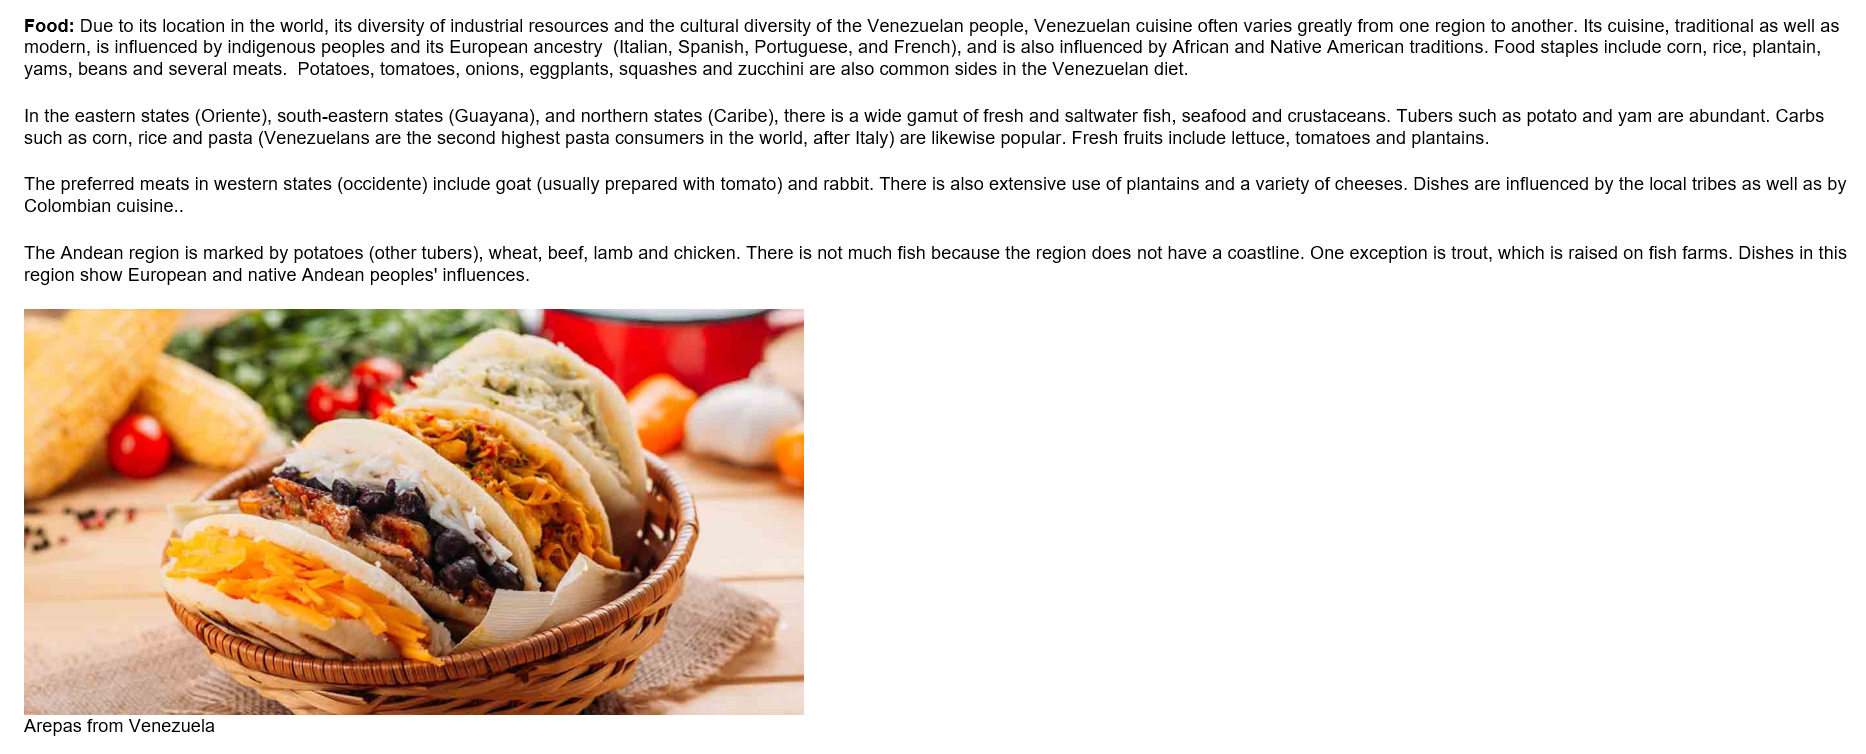 Food: Due to its location in the world, its diversity of industrial resources and the cultural diversity of the Venezuelan people, Venezuelan cuisine often varies greatly from one region to another. Its cuisine, traditional as well as
modern, is influenced by indigenous peoples and its European ancestry  (Italian, Spanish, Portuguese, and French), and is also influenced by African and Native American traditions. Food staples include corn, rice, plantain,
yams, beans and several meats.  Potatoes, tomatoes, onions, eggplants, squashes and zucchini are also common sides in the Venezuelan diet.
In the eastern states (Oriente), south-eastern states (Guayana), and northern states (Caribe), there is a wide gamut of fresh and saltwater fish, seafood and crustaceans. Tubers such as potato and yam are abundant. Carbs
such as corn, rice and pasta (Venezuelans are the second highest pasta consumers in the world, after Italy) are likewise popular. Fresh fruits include lettuce, tomatoes and plantains.
The preferred meats in western states (occidente) include goat (usually prepared with tomato) and rabbit. There is also extensive use of plantains and a variety of cheeses. Dishes are influenced by the local tribes as well as by
Colombian cuisine..
The Andean region is marked by potatoes (other tubers), wheat, beef, lamb and chicken. There is not much fish because the region does not have a coastline. One exception is trout, which is raised on fish farms. Dishes in this
region show European and native Andean peoples' influences.
Arepas from Venezuela